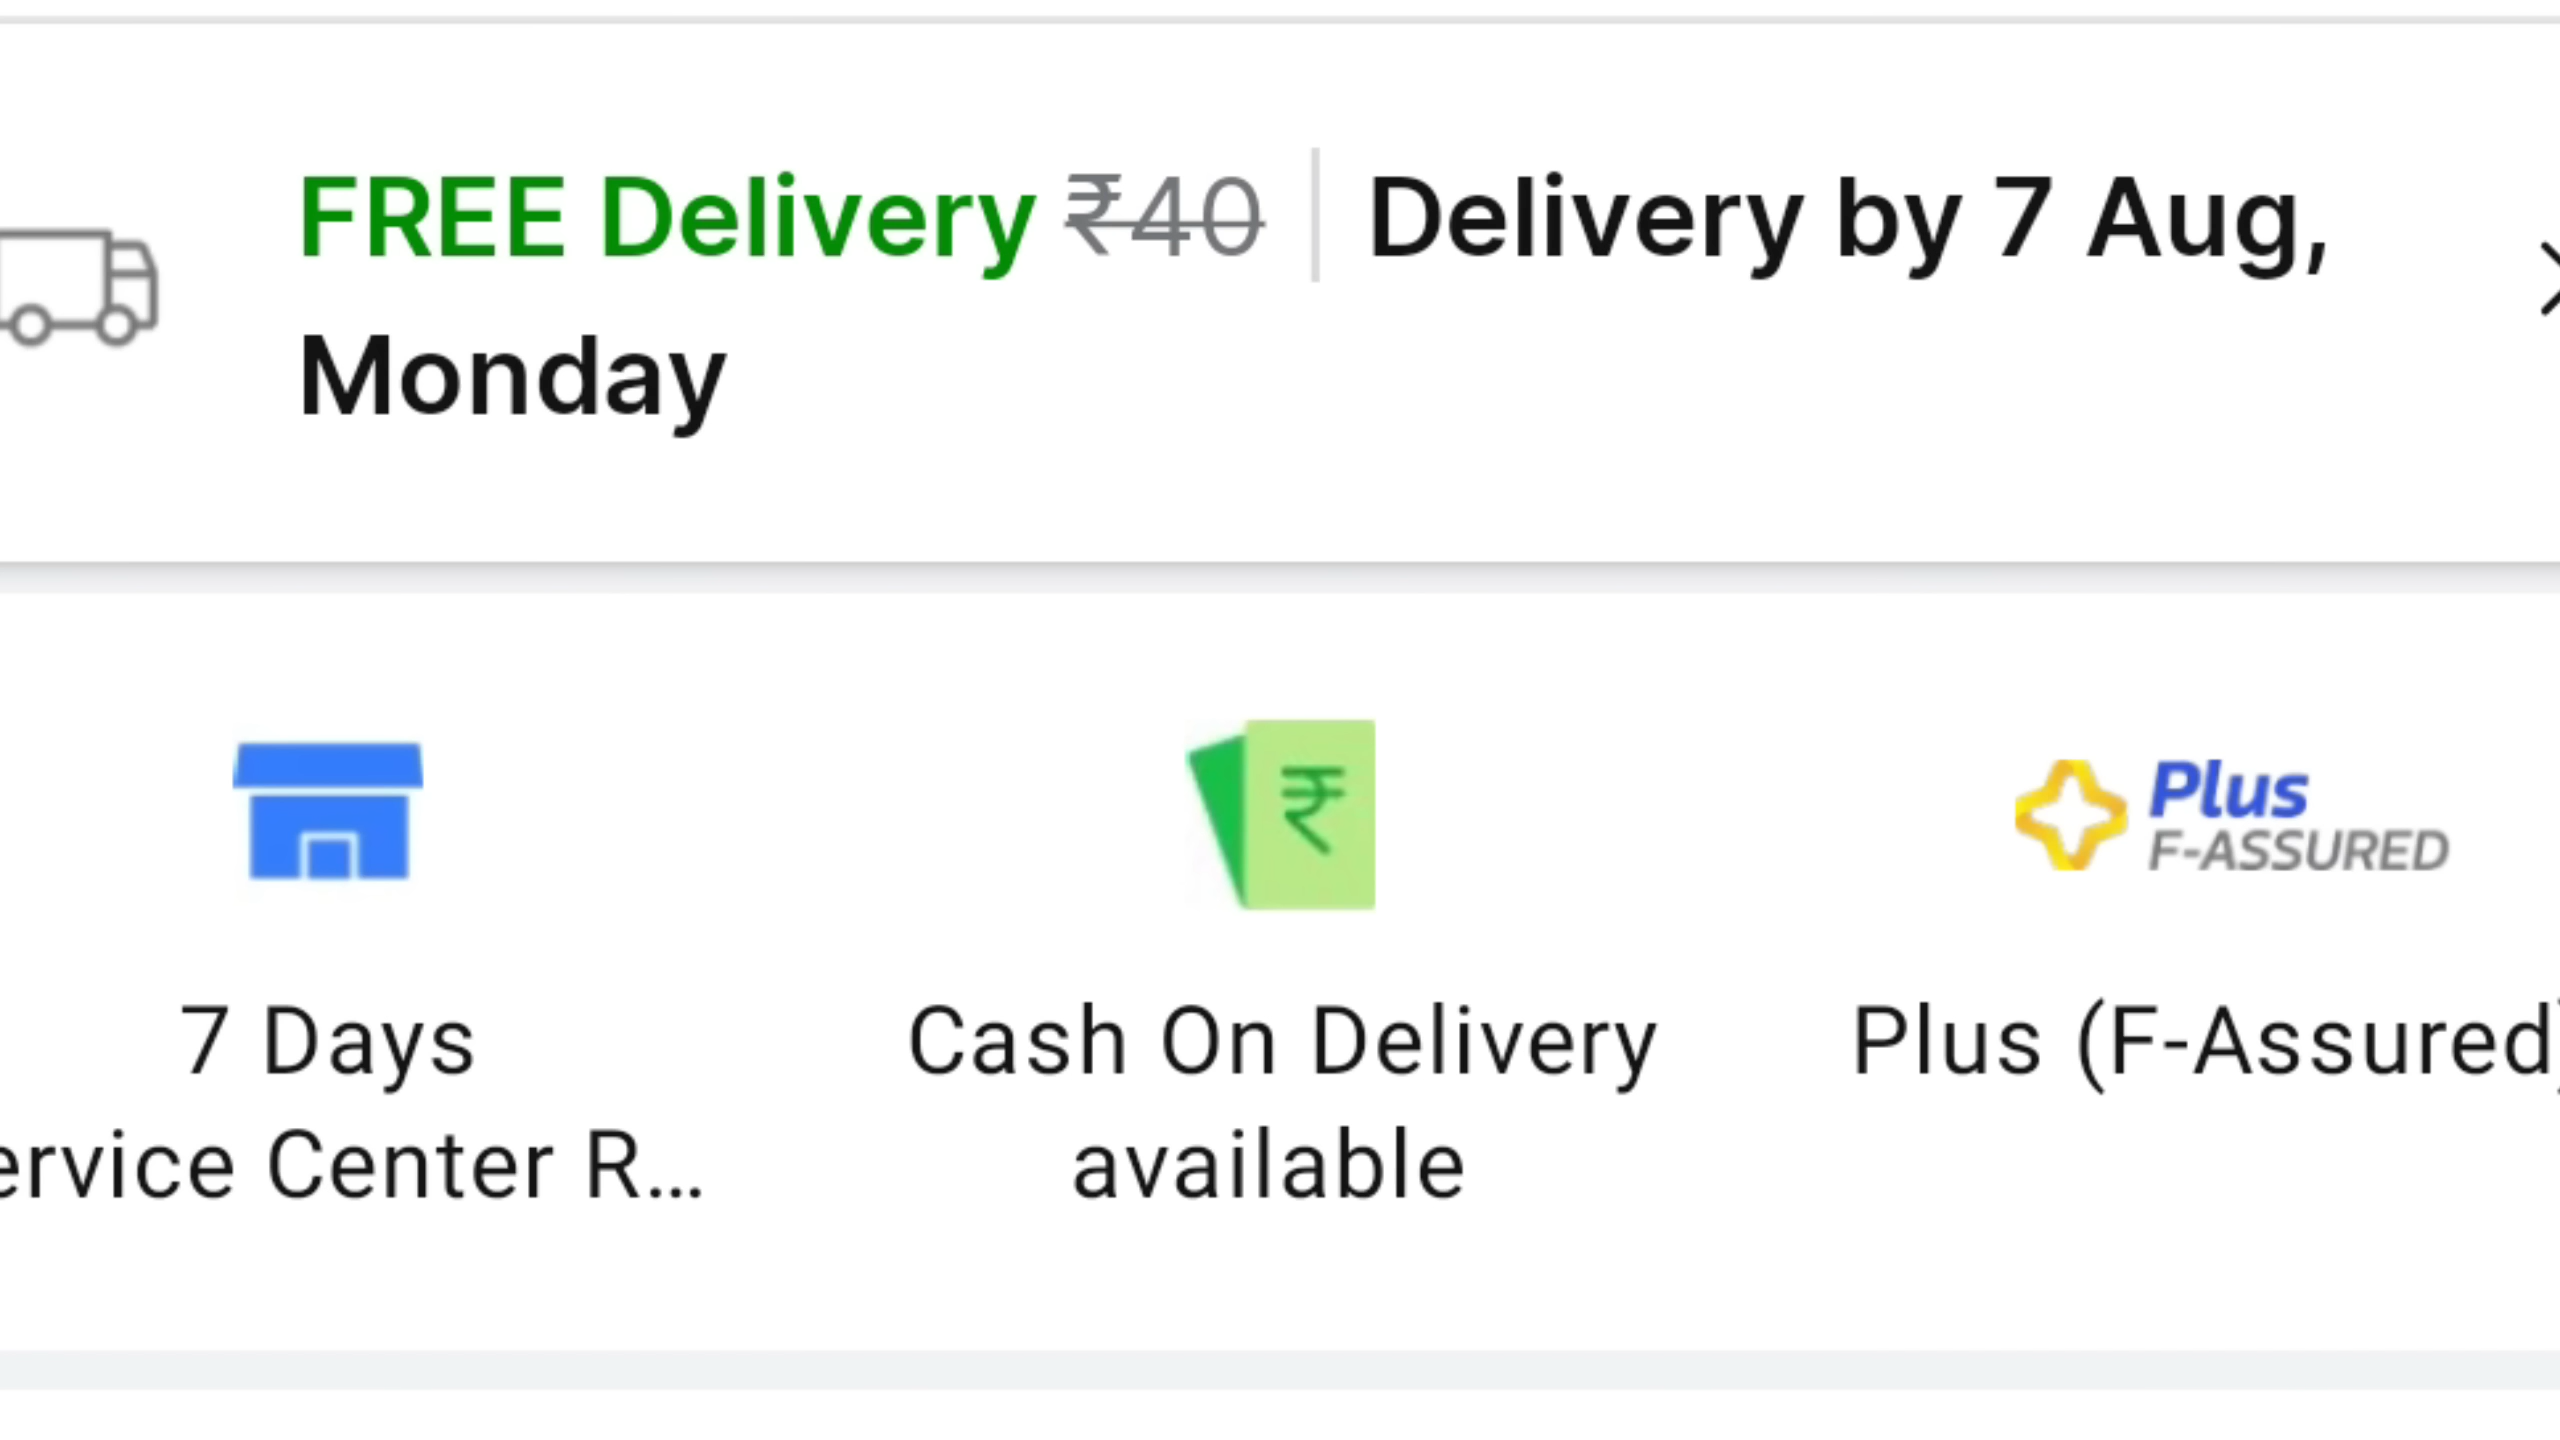 FREE Delivery ₹40 | Delivery by 7 Aug,
Monday
₹
Plus
F-ASSURED
7 Days
ervice Center R...
Cash On Delivery
available
Plus (F-Assured)